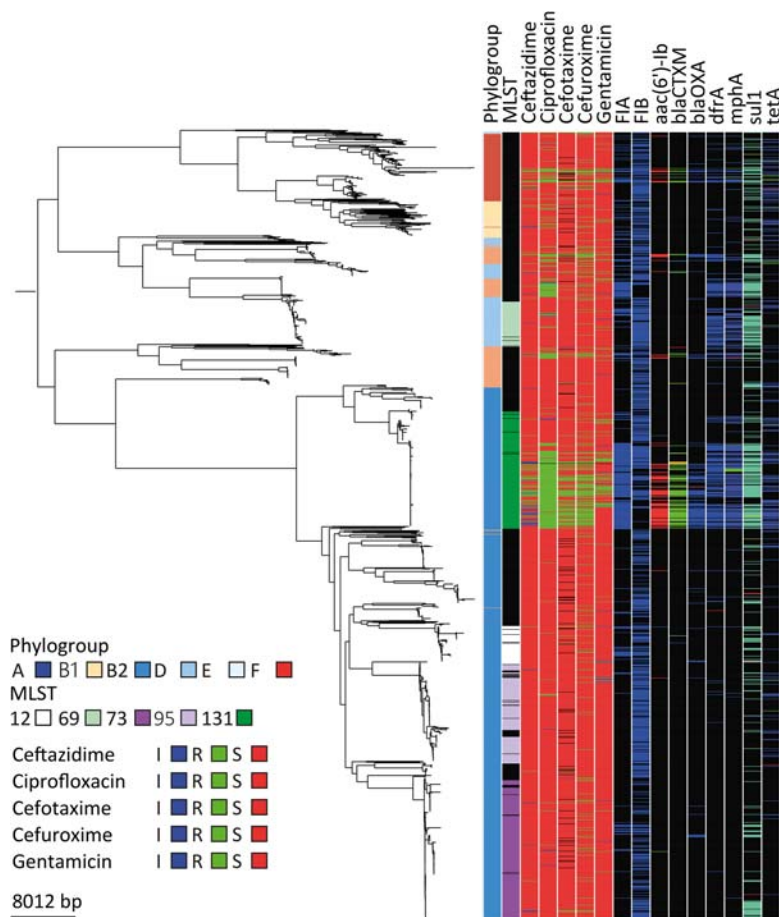 Phylogroup
MLST
Ceftazidime
Ciprofloxacin
Cefotaxime
Cefuroxime
Gentamicin
FIA
FIB
aac(6')-Ib
blaCTXM
blaOXA
dfrA
mphA
sul1
tetA
Phylogroup
A B1 B2 D E F
MLST
12 69 73 95 131
Ceftazidime I R S
Ciprofloxacin I R S
Cefotaxime I R S
Cefuroxime I R S
Gentamicin I R S
8012 bp